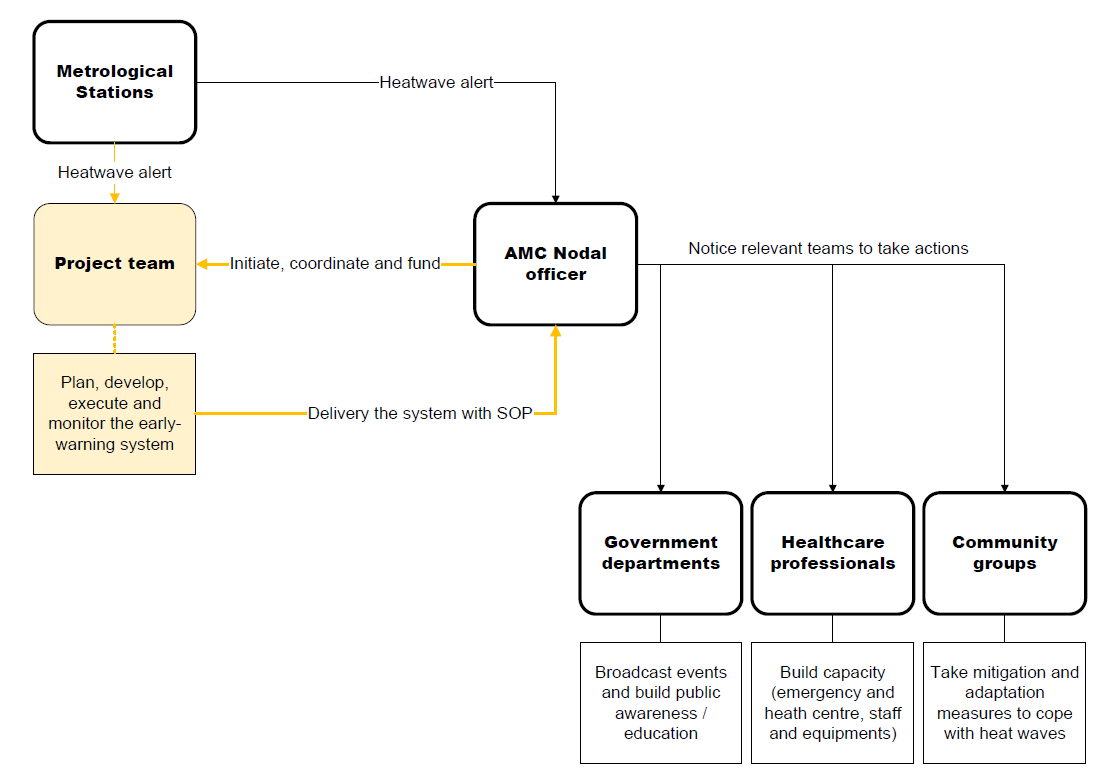 Metrological
Stations
Heatwave alert
Heatwave alert
Project team
Initiate, coordinate and fund
AMC Nodal
officer
Notice relevant teams to take actions
Plan, develop,
execute and
monitor the early-
warning system
Delivery the system with SOP
Government
departments
Healthcare
professionals
Community
groups
Broadcast events
and build public
awareness /
education
Build capacity
(emergency and
heath centre, staff
and equipments)
Take mitigation and
adaptation
measures to cope
with heat waves